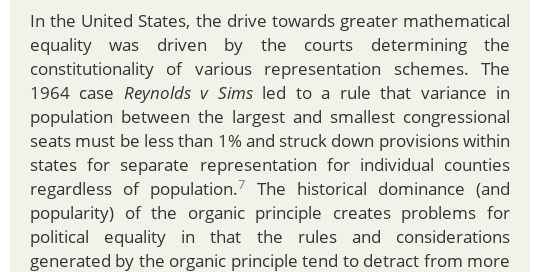 In the United States, the drive towards greater mathematical
equality was driven by the courts determining the
constitutionality of various representation schemes. The
1964 case Reynolds v Sims led to a rule that variance in
population between the largest and smallest congressional
seats must be less than 1% and struck down provisions within
states for separate representation for individual counties
regardless of population.7 The historical dominance (and
popularity) of the organic principle creates problems for
political equality in that the rules and considerations
generated by the organic principle tend to detract from more